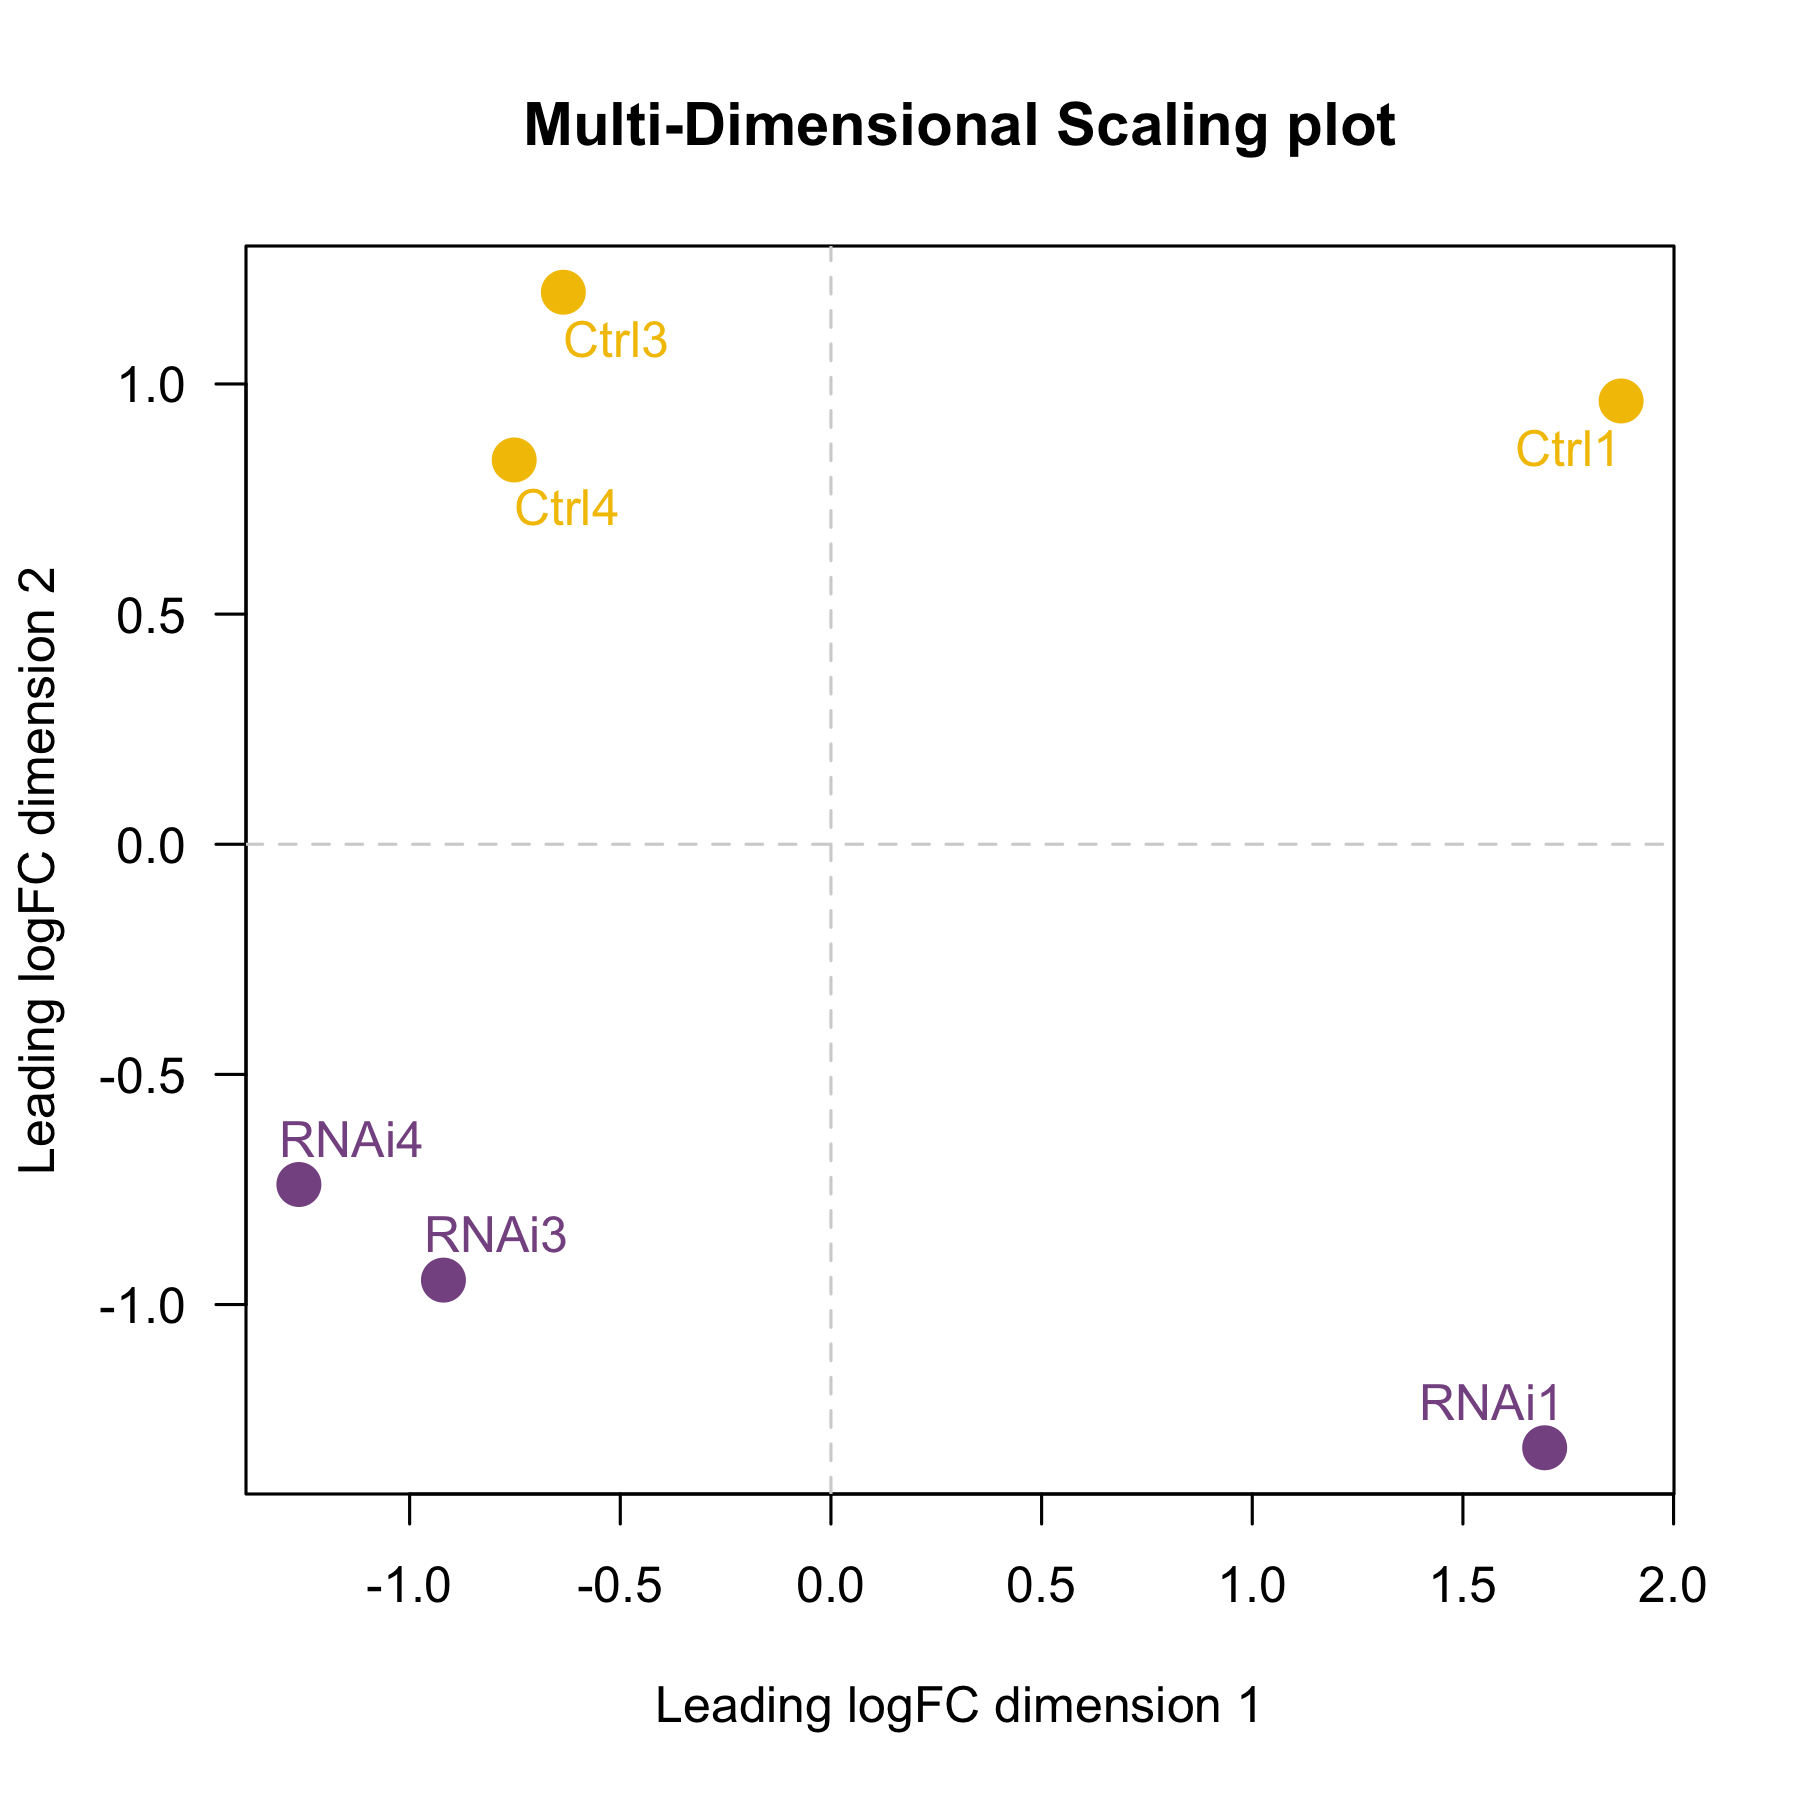 Multi-Dimensional Scaling plot
Ctrl3
1.0
Ctrl1
Ctrl4
0.5
Leading logFC dimension 2
0.0
-0.5
RNAi4
RNAi3
-1.0
RNAi1
-1.0 -0.5 0.0 0.5 1.0 1.5 2.0
Leading logFC dimension 1